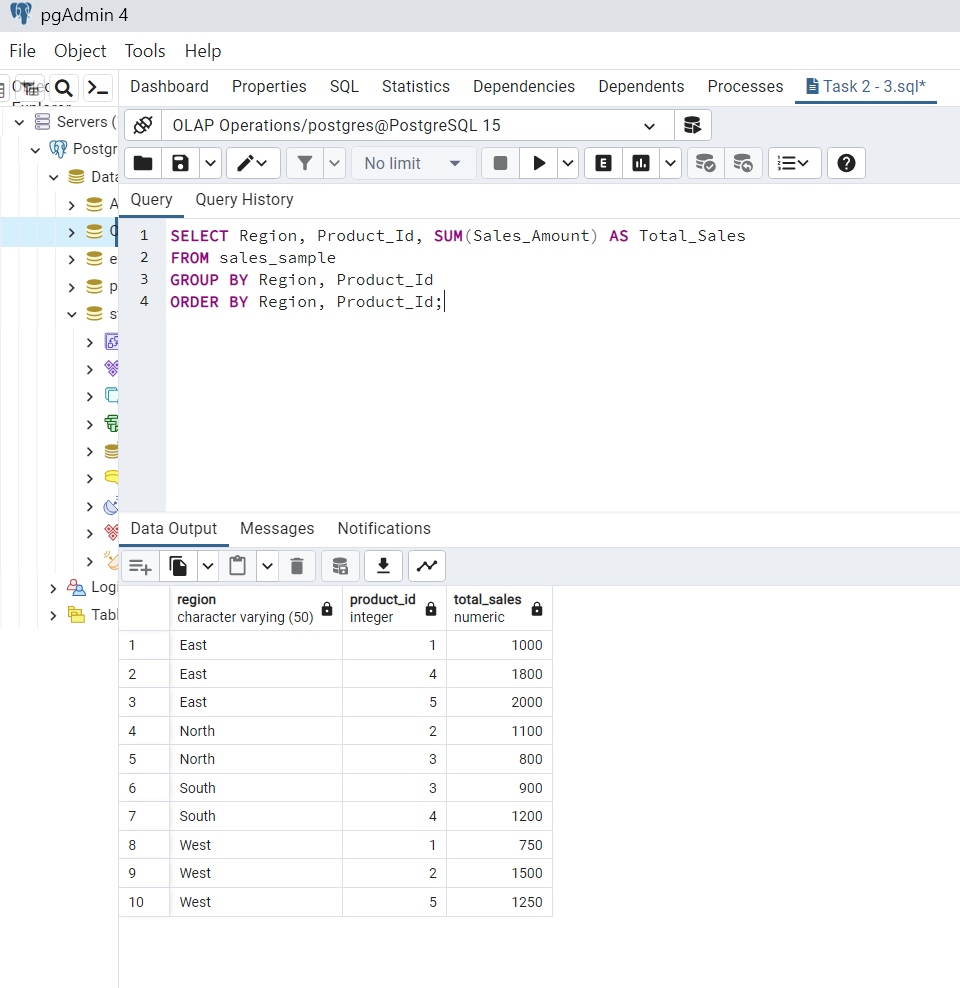 pgAdmin 4
File Object Tools Help
Dashboard Properties SQL Statistics Dependencies Dependents Processes Task 2 - 3.sql*
Servers (
OLAP Operations/postgres@PostgreSQL 15
Postgr
No limit
Data
Query Query History
1 SELECT Region, Product_Id, SUM(Sales_Amount) AS Total_Sales
2 FROM sales_sample
3 GROUP BY Region, Product_Id
4 ORDER BY Region, Product_Id;
Data Output Messages Notifications
Logi
Tabl
region product_id total_sales
character varying (50) integer numeric
1 East 1 1000
2 East 4 1800
3 East 5 2000
4 North 2 1100
5 North 3 800
6 South 3 900
7 South 4 1200
8 West 1 750
9 West 2 1500
10 West 5 1250